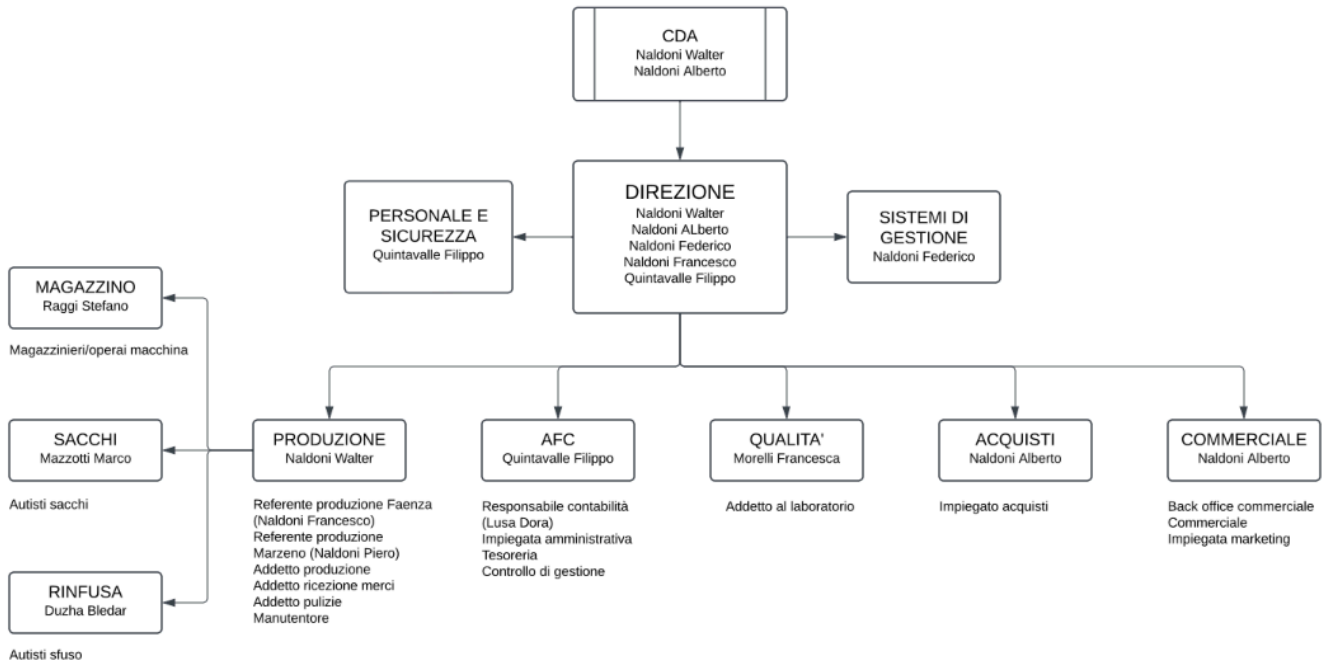 CDA
Naldoni Walter
Naldoni Alberto
DIREZIONE
Naldoni Walter
Naldoni ALberto
Naldoni Federico
Naldoni Francesco
Quintavalle Filippo
PERSONALE E
SICUREZZA
Quintavalle Filippo
SISTEMI DI
GESTIONE
Naldoni Federico
MAGAZZINO
Raggi Stefano
Magazzinieri/operai macchina
SACCHI
Mazzotti Marco
Autisti sacchi
RINFUSA
Duzha Bledar
Autisti sfuso
PRODUZIONE
Naldoni Walter
Referente produzione Faenza
(Naldoni Francesco)
Referente produzione
Marzeno (Naldoni Piero)
Addetto produzione
Addetto ricezione merci
Addetto pulizie
Manutentore
AFC
Quintavalle Filippo
Responsabile contabilità
(Lusa Dora)
Impiegata amministrativa
Tesoreria
Controllo di gestione
QUALITA'
Morelli Francesca
Addetto al laboratorio
ACQUISTI
Naldoni Alberto
Impiegato acquisti
COMMERCIALE
Naldoni Alberto
Back office commerciale
Commerciale
Impiegata marketing